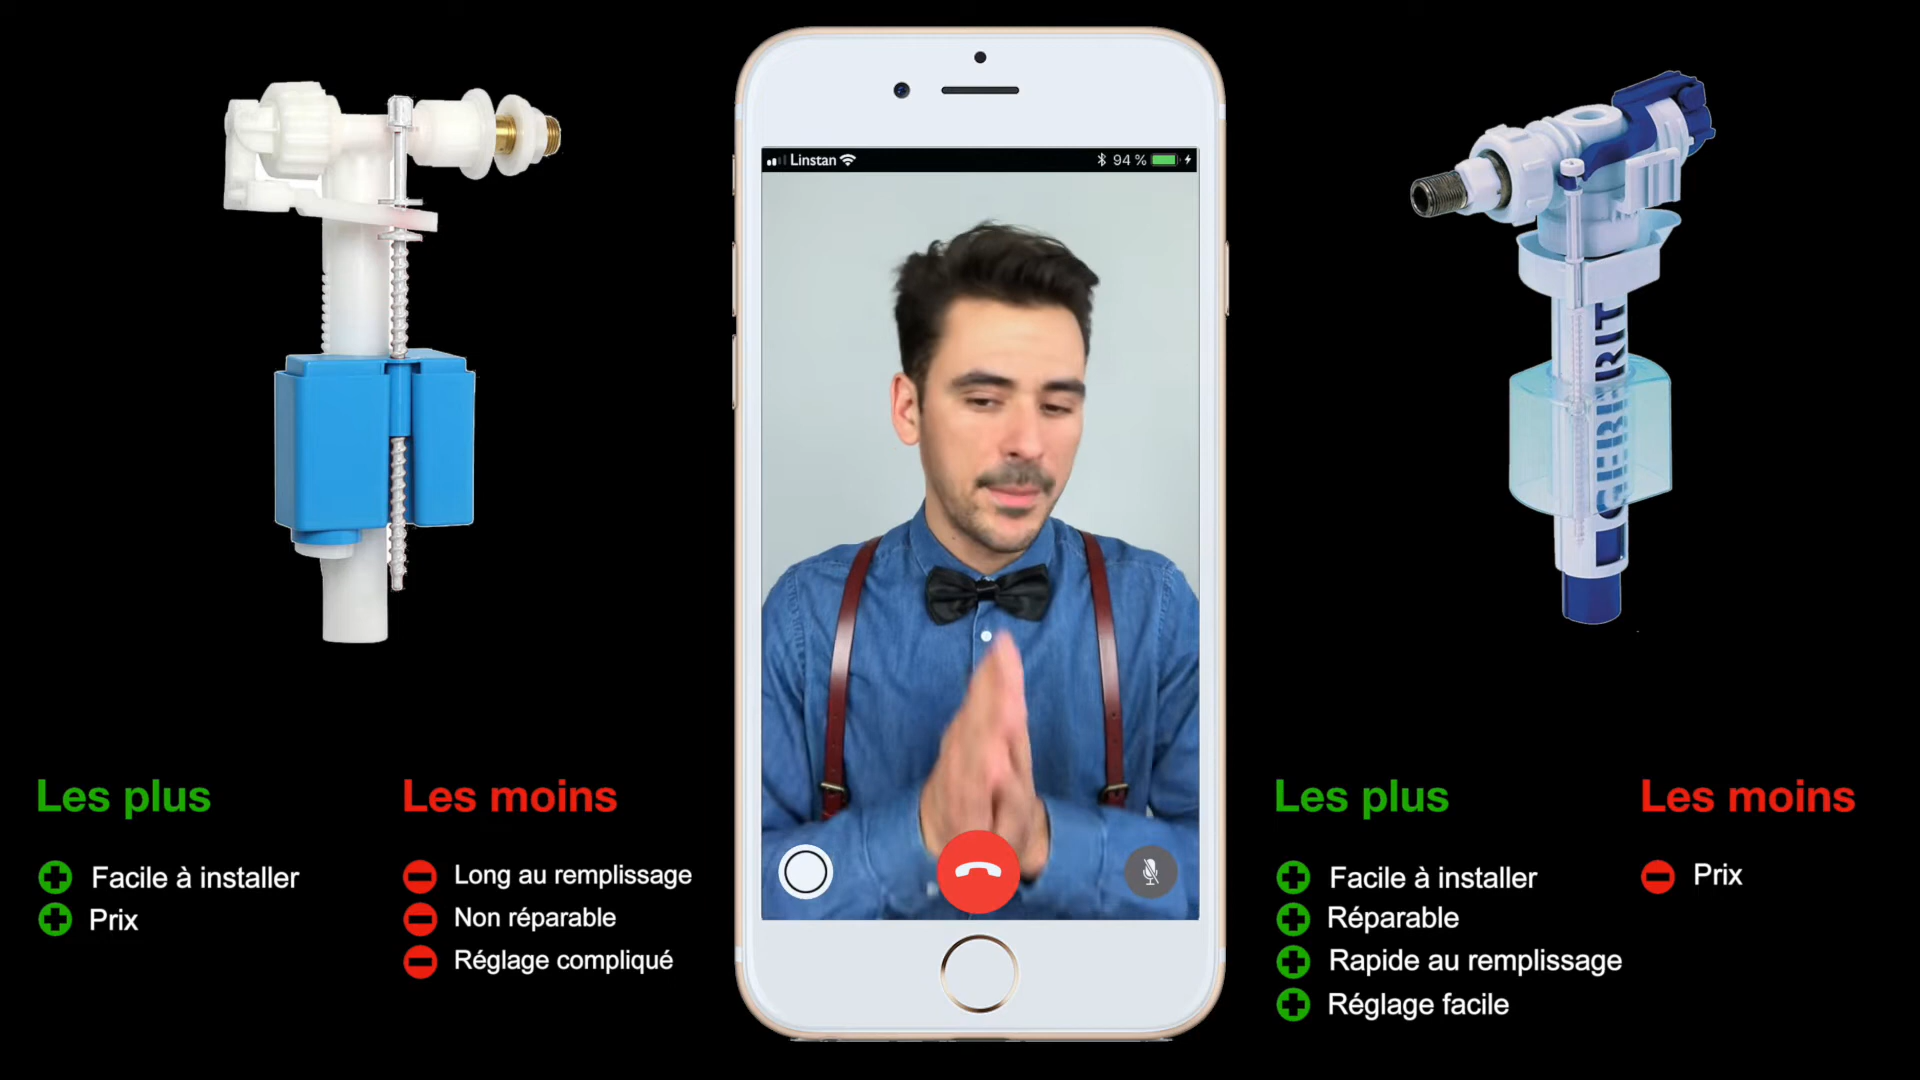 Linstan
94 %
GEBERIT
Les plus
Facile à installer
Prix
Les moins
Long au remplissage
Non réparable
Réglage compliqué
Les plus
Facile à installer
Réparable
Rapide au remplissage
Réglage facile
Les moins
Prix